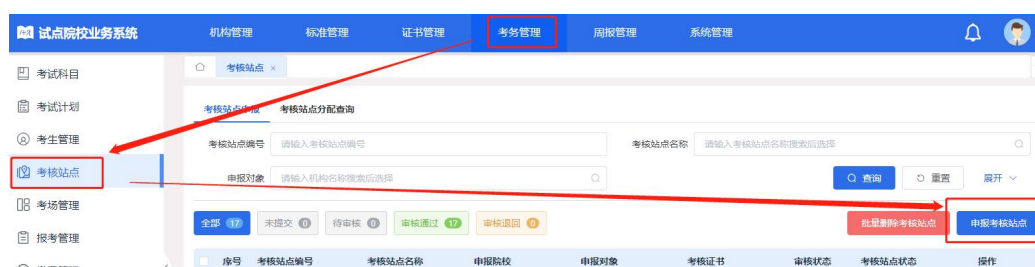 试点院校业务系统 机构管理 标准管理 证书管理 考务管理 周报管理 系统管理
考试科目
考核站点 ×
考试计划
考核站点申报 考核站点分配查询
考生管理
考核站点编号 请输入考核站点编号 考核站点名称 请输入考核站点名称搜索后选择
考核站点
申报对象 请输入机构名称搜索后选择 查询 重置 展开
考场管理
全部 17 未提交 0 待审核 0 审核通过 17 审核退回 0 批量删除考核站点 申报考核站点
报考管理
序号 考核站点编号 考核站点名称 申报院校 申报对象 考核证书 审核状态 考核站点状态 操作